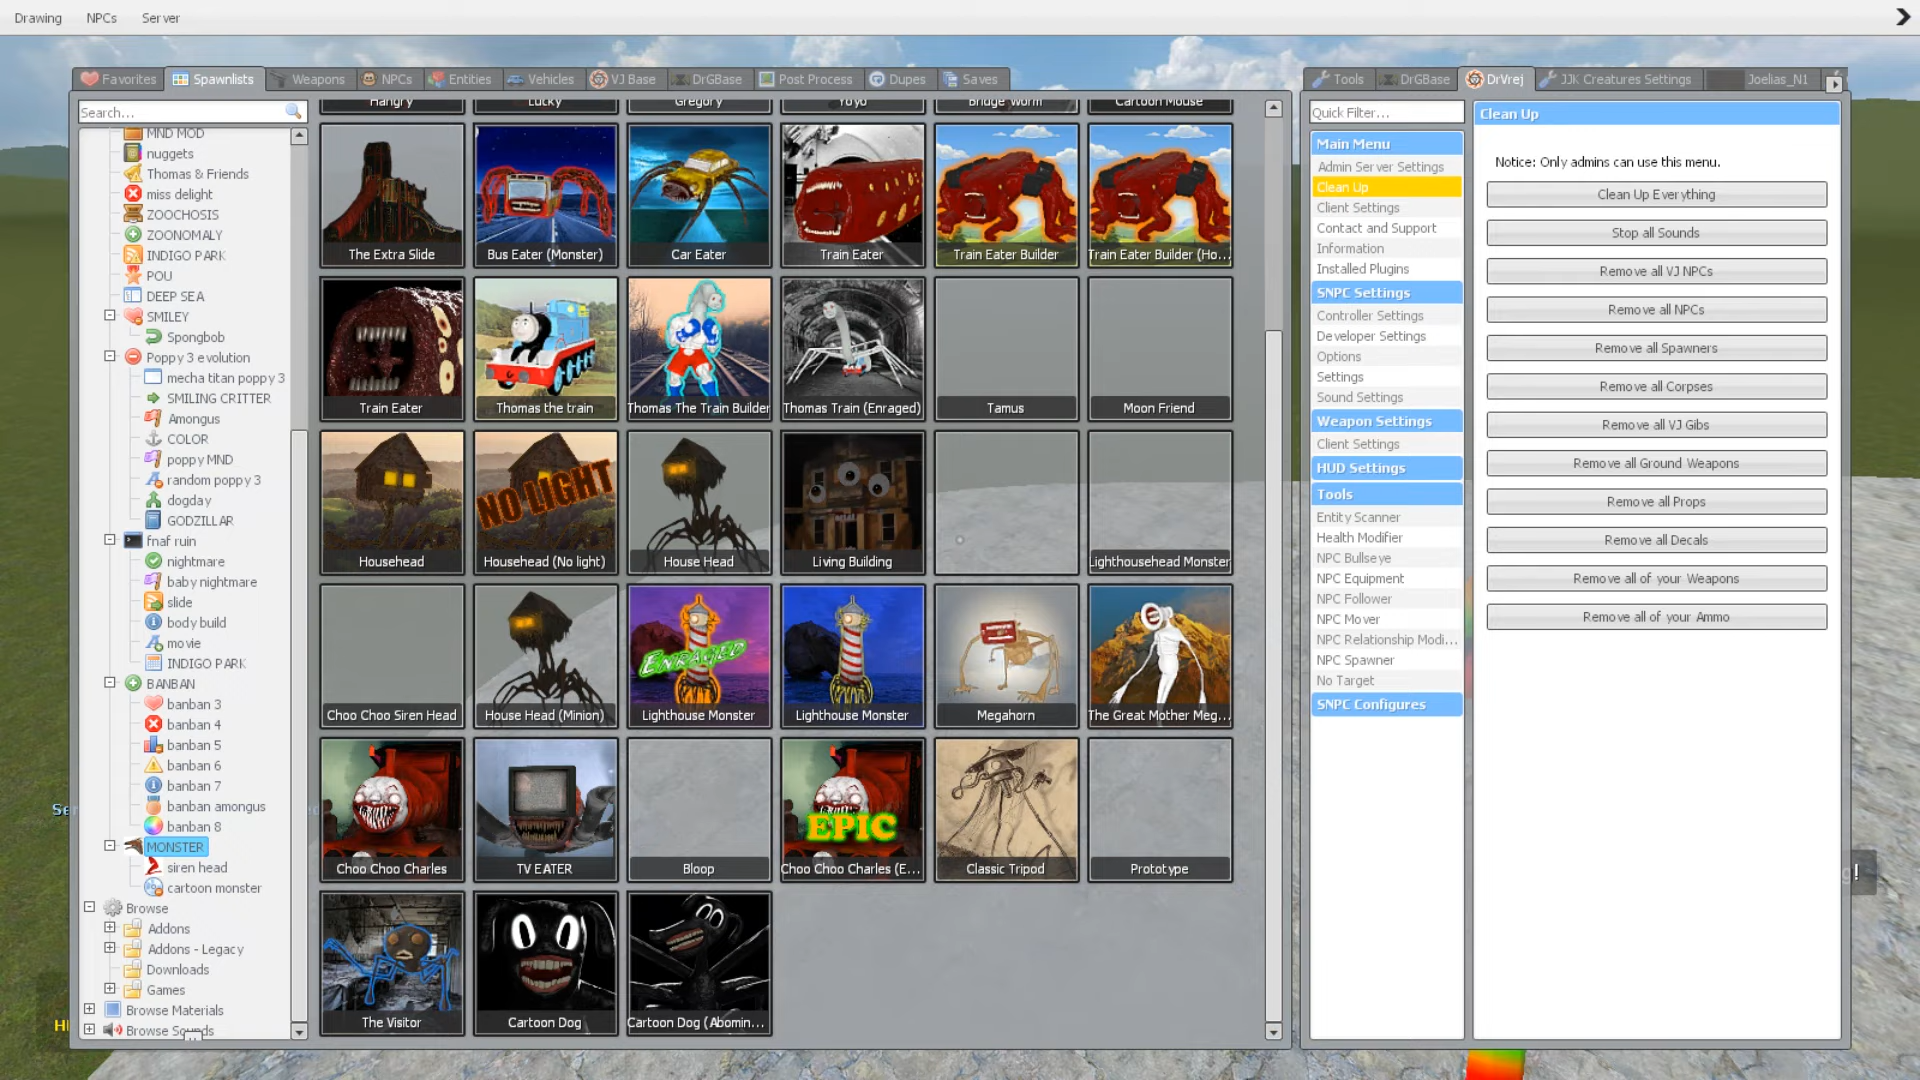 Drawing NPCs Server
Favorites Spawnlists Weapons NPCs Entities Vehicles VJ Base DrGBase Post Process Dupes Saves
Search...
MND MOD
nuggets
Thomas & Friends
miss delight
ZOOCHOSIS
ZOONOMALY
INDIGO PARK
POU
DEEP SEA
SMILEY
Spongbob
Poppy 3 evolution
mecha titan poppy 3
SMILING CRITTER
Amongus
COLOR
poppy MND
random poppy 3
dogday
GODZILLAR
fnaf ruin
nightmare
baby nightmare
slide
body build
movie
INDIGO PARK
BANBAN
banban 3
banban 4
banban 5
banban 6
banban 7
banban amongus
banban 8
MONSTER
siren head
cartoon monster
Browse
Addons
Addons - Legacy
Downloads
Games
Browse Materials
Browse Sounds
Hangry Lucky Gregory Yoyo Bridge Worm Cartoon Mouse
The Extra Slide Bus Eater (Monster) Car Eater Train Eater Train Eater Builder Train Eater Builder (Ho...
Train Eater Thomas the train Thomas The Train Builder Thomas Train (Enraged) Tamus Moon Friend
NO LIGHT
Househead Househead (No light) House Head Living Building Lighthousehead Monster
ENRAGED
Choo Choo Siren Head House Head (Minion) Lighthouse Monster Lighthouse Monster Megahorn The Great Mother Meg...
EPIC
Choo Choo Charles TV EATER Bloop Choo Choo Charles (E... Classic Tripod Prototype
The Visitor Cartoon Dog Cartoon Dog (Abomin...
Tools DrGBase DrVrej JJK Creatures Settings Joelias_N1
Quick Filter...
Main Menu
Admin Server Settings
Clean Up
Client Settings
Contact and Support
Information
Installed Plugins
SNPC Settings
Controller Settings
Developer Settings
Options
Settings
Sound Settings
Weapon Settings
Client Settings
HUD Settings
Tools
Entity Scanner
Health Modifier
NPC Bullseye
NPC Equipment
NPC Follower
NPC Mover
NPC Relationship Modi...
NPC Spawner
No Target
SNPC Configures
Clean Up
Notice: Only admins can use this menu.
Clean Up Everything
Stop all Sounds
Remove all VJ NPCs
Remove all NPCs
Remove all Spawners
Remove all Corpses
Remove all VJ Gibs
Remove all Ground Weapons
Remove all Props
Remove all Decals
Remove all of your Weapons
Remove all of your Ammo